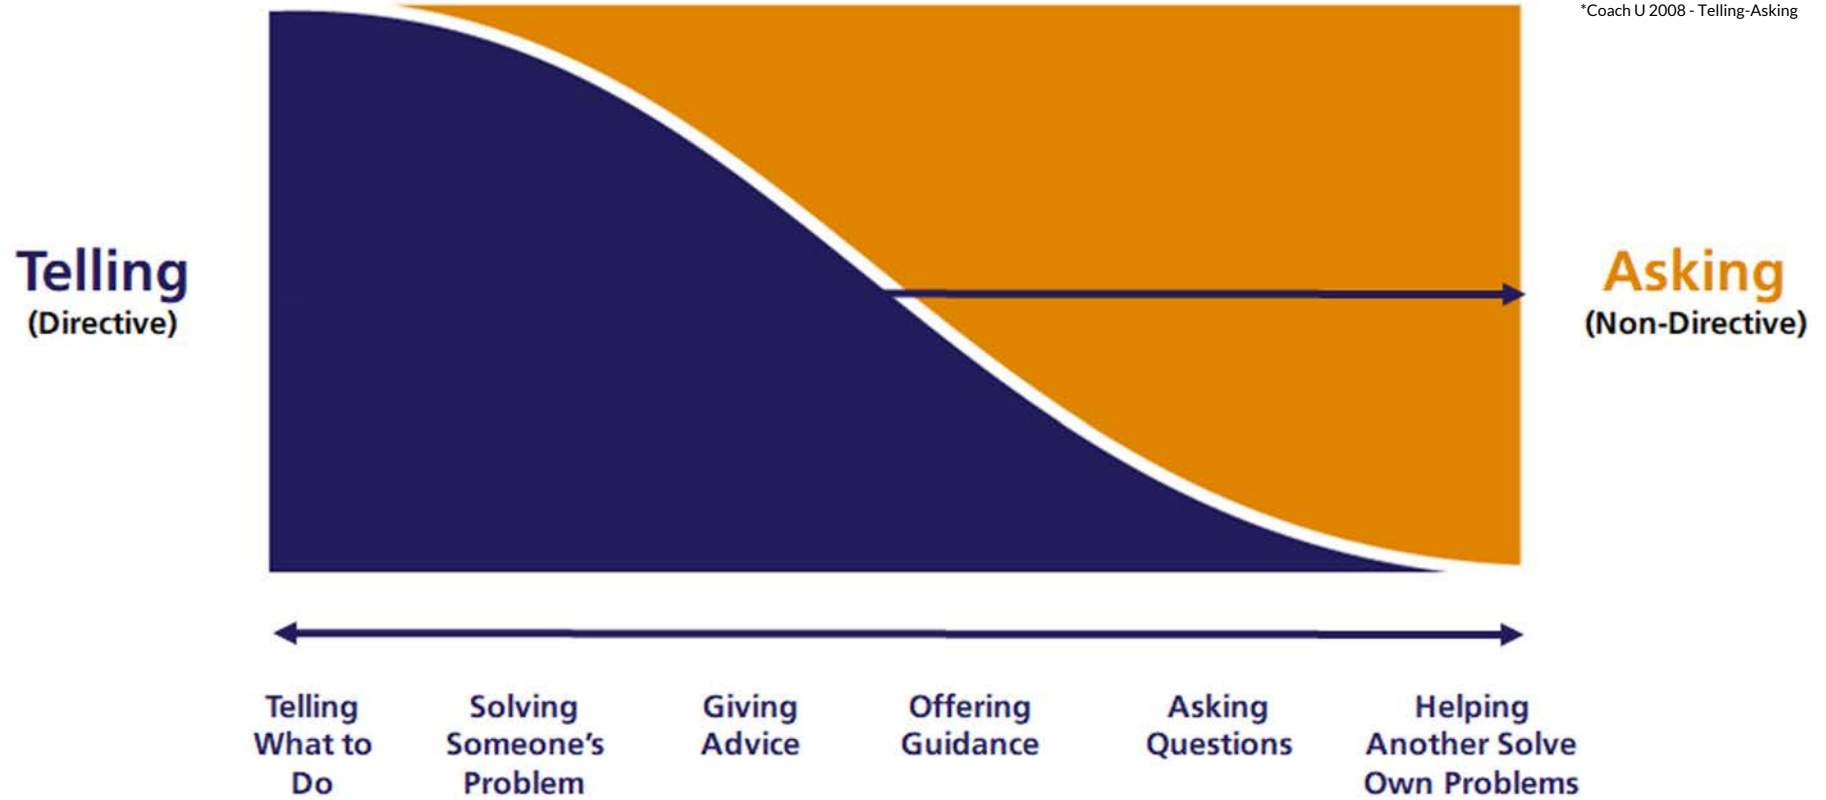 *Coach U 2008 - Telling-Asking
Telling
(Directive)
Asking
(Non-Directive)
Telling
What to
Do
Solving
Someone's
Problem
Giving
Advice
Offering
Guidance
Asking
Questions
Helping
Another Solve
Own Problems